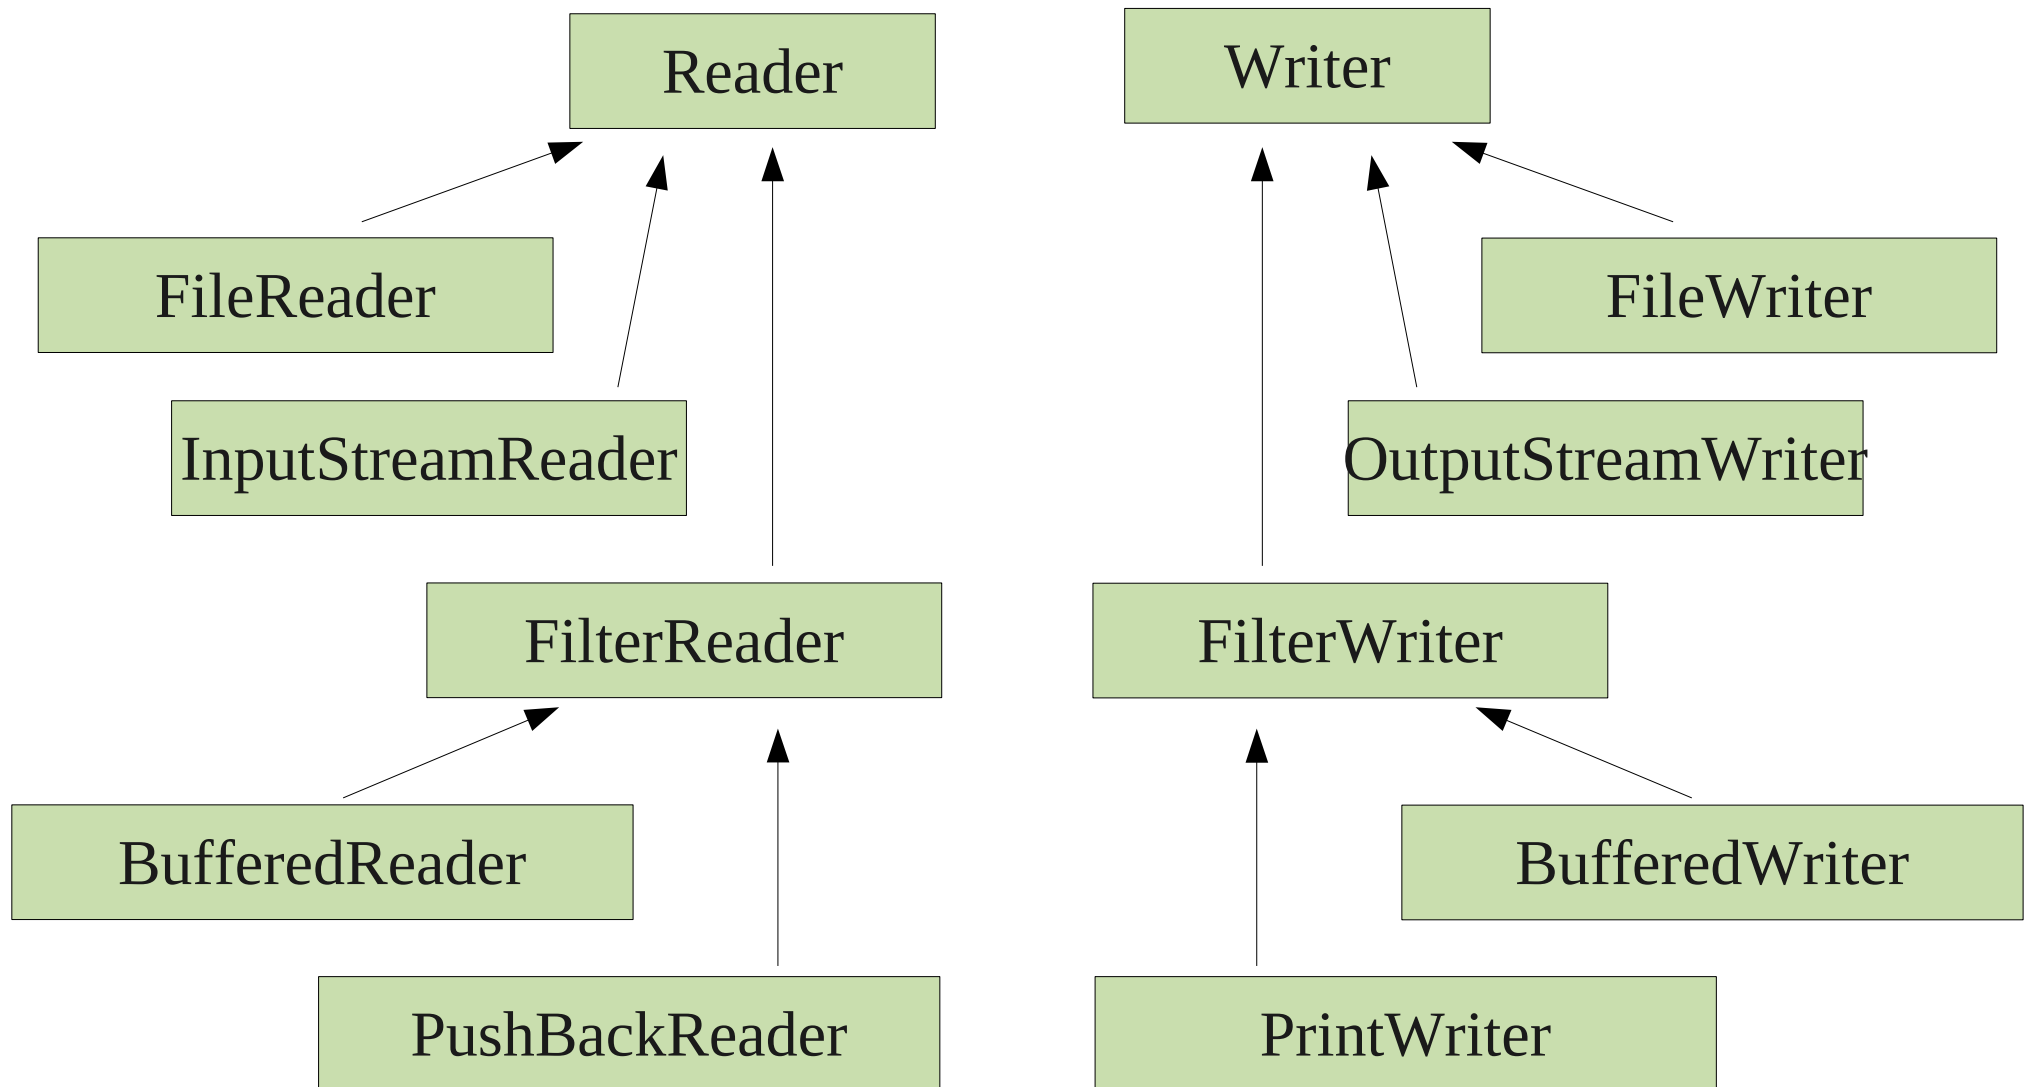 Reader
Writer
FileReader
FileWriter
InputStreamReader
OutputStreamWriter
FilterReader
FilterWriter
BufferedReader
BufferedWriter
PushBackReader
PrintWriter